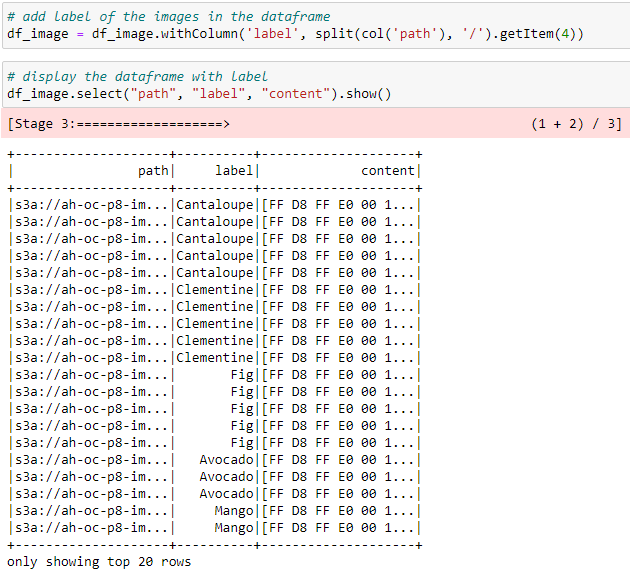 # add label of the images in the dataframe
df_image = df_image.withColumn('label', split(col('path'), '/').getItem(4))
# display the dataframe with label
df_image.select("path", "label", "content").show()
[Stage 3:===================>                                       (1 + 2) / 3]
+--------------------+----------+--------------------+
|                path|     label|             content|
+--------------------+----------+--------------------+
|s3a://ah-oc-p8-im...|Cantaloupe|[FF D8 FF E0 00 1...|
|s3a://ah-oc-p8-im...|Cantaloupe|[FF D8 FF E0 00 1...|
|s3a://ah-oc-p8-im...|Cantaloupe|[FF D8 FF E0 00 1...|
|s3a://ah-oc-p8-im...|Cantaloupe|[FF D8 FF E0 00 1...|
|s3a://ah-oc-p8-im...|Cantaloupe|[FF D8 FF E0 00 1...|
|s3a://ah-oc-p8-im...|Clementine|[FF D8 FF E0 00 1...|
|s3a://ah-oc-p8-im...|Clementine|[FF D8 FF E0 00 1...|
|s3a://ah-oc-p8-im...|Clementine|[FF D8 FF E0 00 1...|
|s3a://ah-oc-p8-im...|Clementine|[FF D8 FF E0 00 1...|
|s3a://ah-oc-p8-im...|Clementine|[FF D8 FF E0 00 1...|
|s3a://ah-oc-p8-im...|       Fig|[FF D8 FF E0 00 1...|
|s3a://ah-oc-p8-im...|       Fig|[FF D8 FF E0 00 1...|
|s3a://ah-oc-p8-im...|       Fig|[FF D8 FF E0 00 1...|
|s3a://ah-oc-p8-im...|       Fig|[FF D8 FF E0 00 1...|
|s3a://ah-oc-p8-im...|       Fig|[FF D8 FF E0 00 1...|
|s3a://ah-oc-p8-im...|   Avocado|[FF D8 FF E0 00 1...|
|s3a://ah-oc-p8-im...|   Avocado|[FF D8 FF E0 00 1...|
|s3a://ah-oc-p8-im...|   Avocado|[FF D8 FF E0 00 1...|
|s3a://ah-oc-p8-im...|     Mango|[FF D8 FF E0 00 1...|
|s3a://ah-oc-p8-im...|     Mango|[FF D8 FF E0 00 1...|
+--------------------+----------+--------------------+
only showing top 20 rows